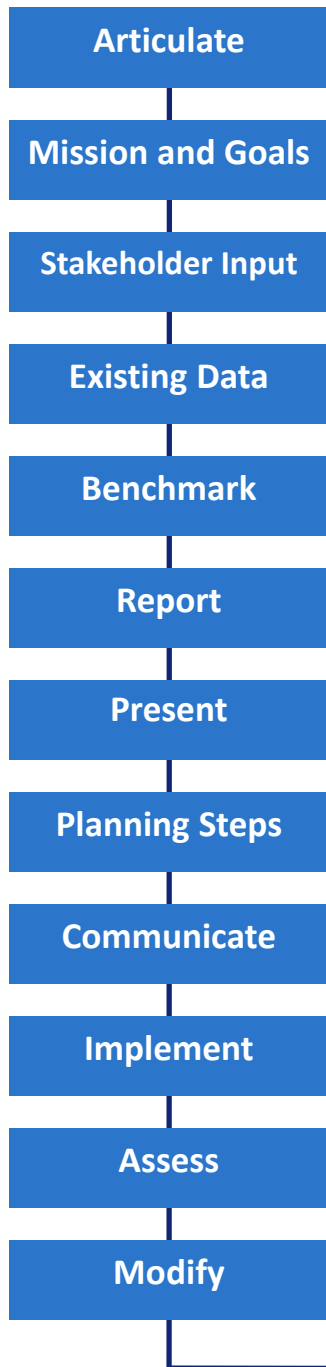 Articulate
Mission and Goals
Stakeholder Input
Existing Data
Benchmark
Report
Present
Planning Steps
Communicate
Implement
Assess
Modify